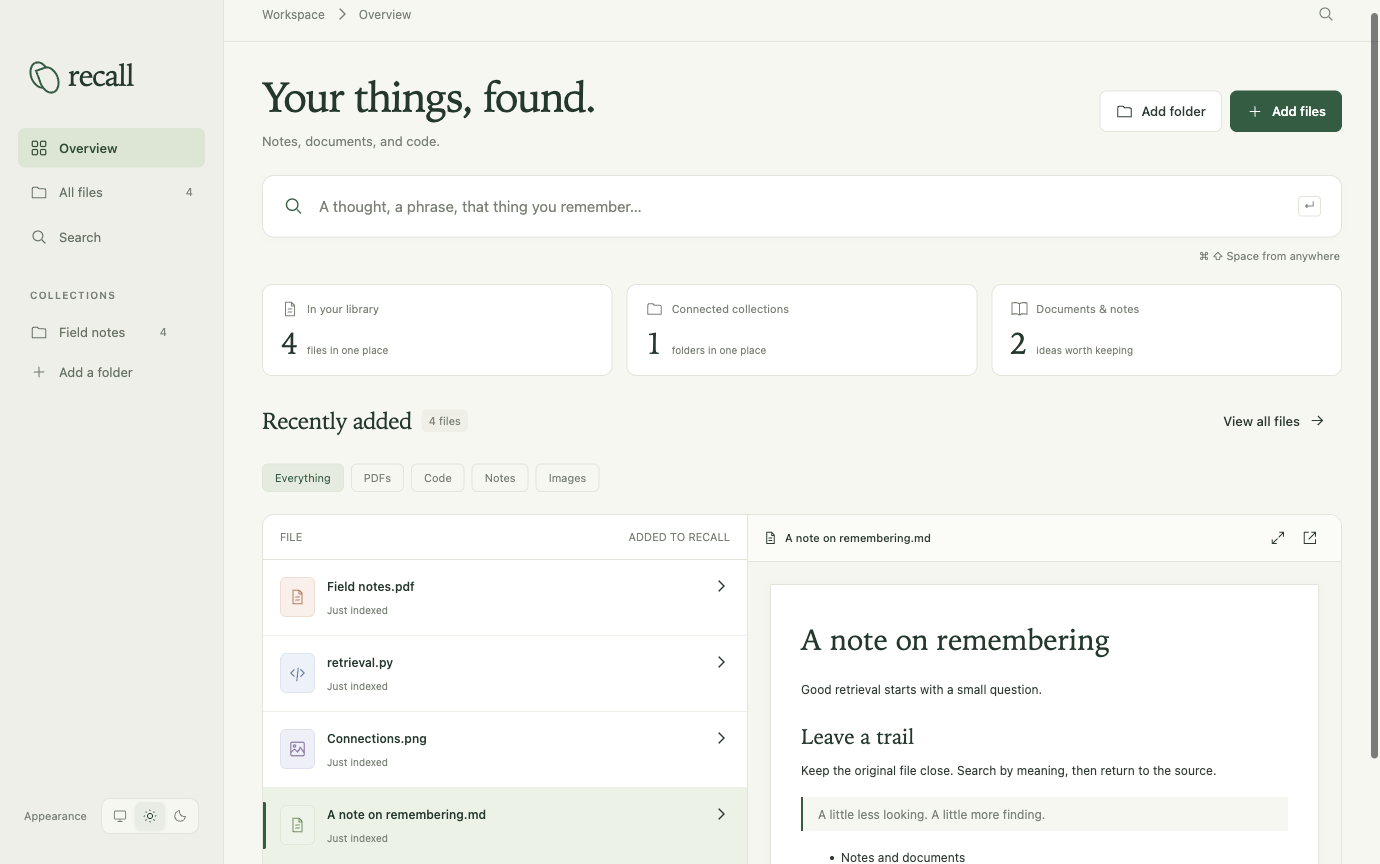 Workspace > Overview
recall
Overview
All files 4
Search
COLLECTIONS
Field notes 4
Add a folder
Appearance
Your things, found.
Notes, documents, and code.
Add folder
Add files
A thought, a phrase, that thing you remember...
⌘ ⇧ Space from anywhere
In your library
4 files in one place
Connected collections
1 folders in one place
Documents & notes
2 ideas worth keeping
Recently added 4 files
View all files →
Everything PDFs Code Notes Images
FILE ADDED TO RECALL
Field notes.pdf
Just indexed
retrieval.py
Just indexed
Connections.png
Just indexed
A note on remembering.md
Just indexed
A note on remembering.md
A note on remembering
Good retrieval starts with a small question.
Leave a trail
Keep the original file close. Search by meaning, then return to the source.
A little less looking. A little more finding.
• Notes and documents